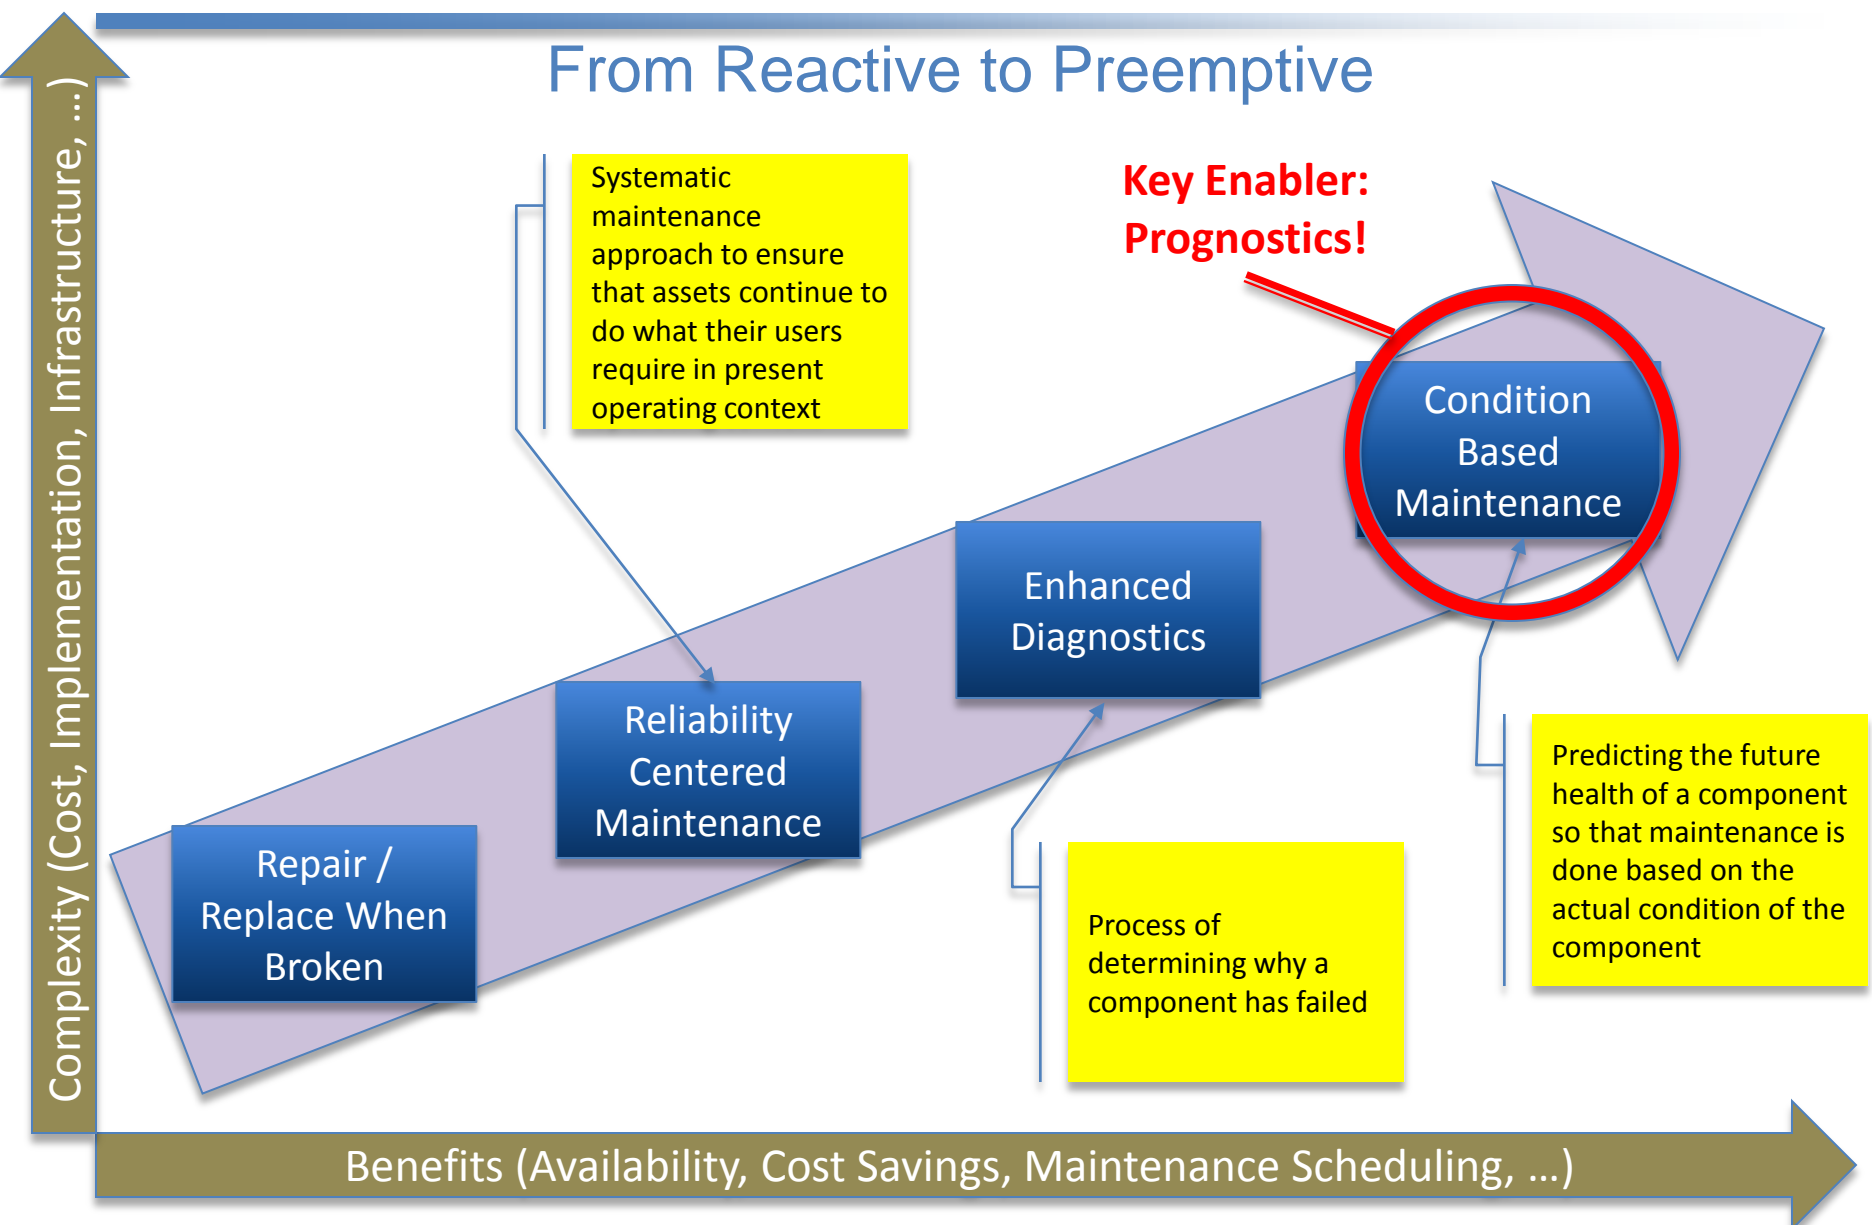 From Reactive to Preemptive
Complexity (Cost, Implementation, Infrastructure, ...)
Systematic
maintenance
approach to ensure
that assets continue to
do what their users
require in present
operating context
Key Enabler:
Prognostics!
Condition
Based
Maintenance
Enhanced
Diagnostics
Reliability
Centered
Maintenance
Repair /
Replace When
Broken
Process of
determining why a
component has failed
Predicting the future
health of a component
so that maintenance is
done based on the
actual condition of the
component
Benefits (Availability, Cost Savings, Maintenance Scheduling, ...)